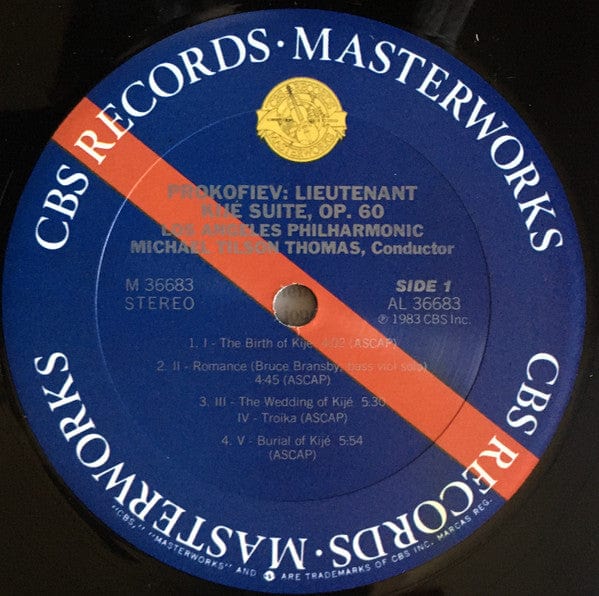 CBS RECORDS · MASTERWORKS
PROKOFIEV: LIEUTENANT
KIJE SUITE, OP. 60
LOS ANGELES PHILHARMONIC
MICHAEL TILSON THOMAS, Conductor
M 36683
STEREO
SIDE 1
AL 36683
℗ 1983 CBS Inc.
1. I - The Birth of Kijé 4:02 (ASCAP)
2. II - Romance (Bruce Bransby, bass viol solo)
4:45 (ASCAP)
3. III - The Wedding of Kijé 5:30
IV - Troika (ASCAP)
4. V - Burial of Kijé 5:54
(ASCAP)
CBS RECORDS · MASTERWORKS
"CBS," "MASTERWORKS" AND ARE TRADEMARKS OF CBS INC. MARCAS REG.